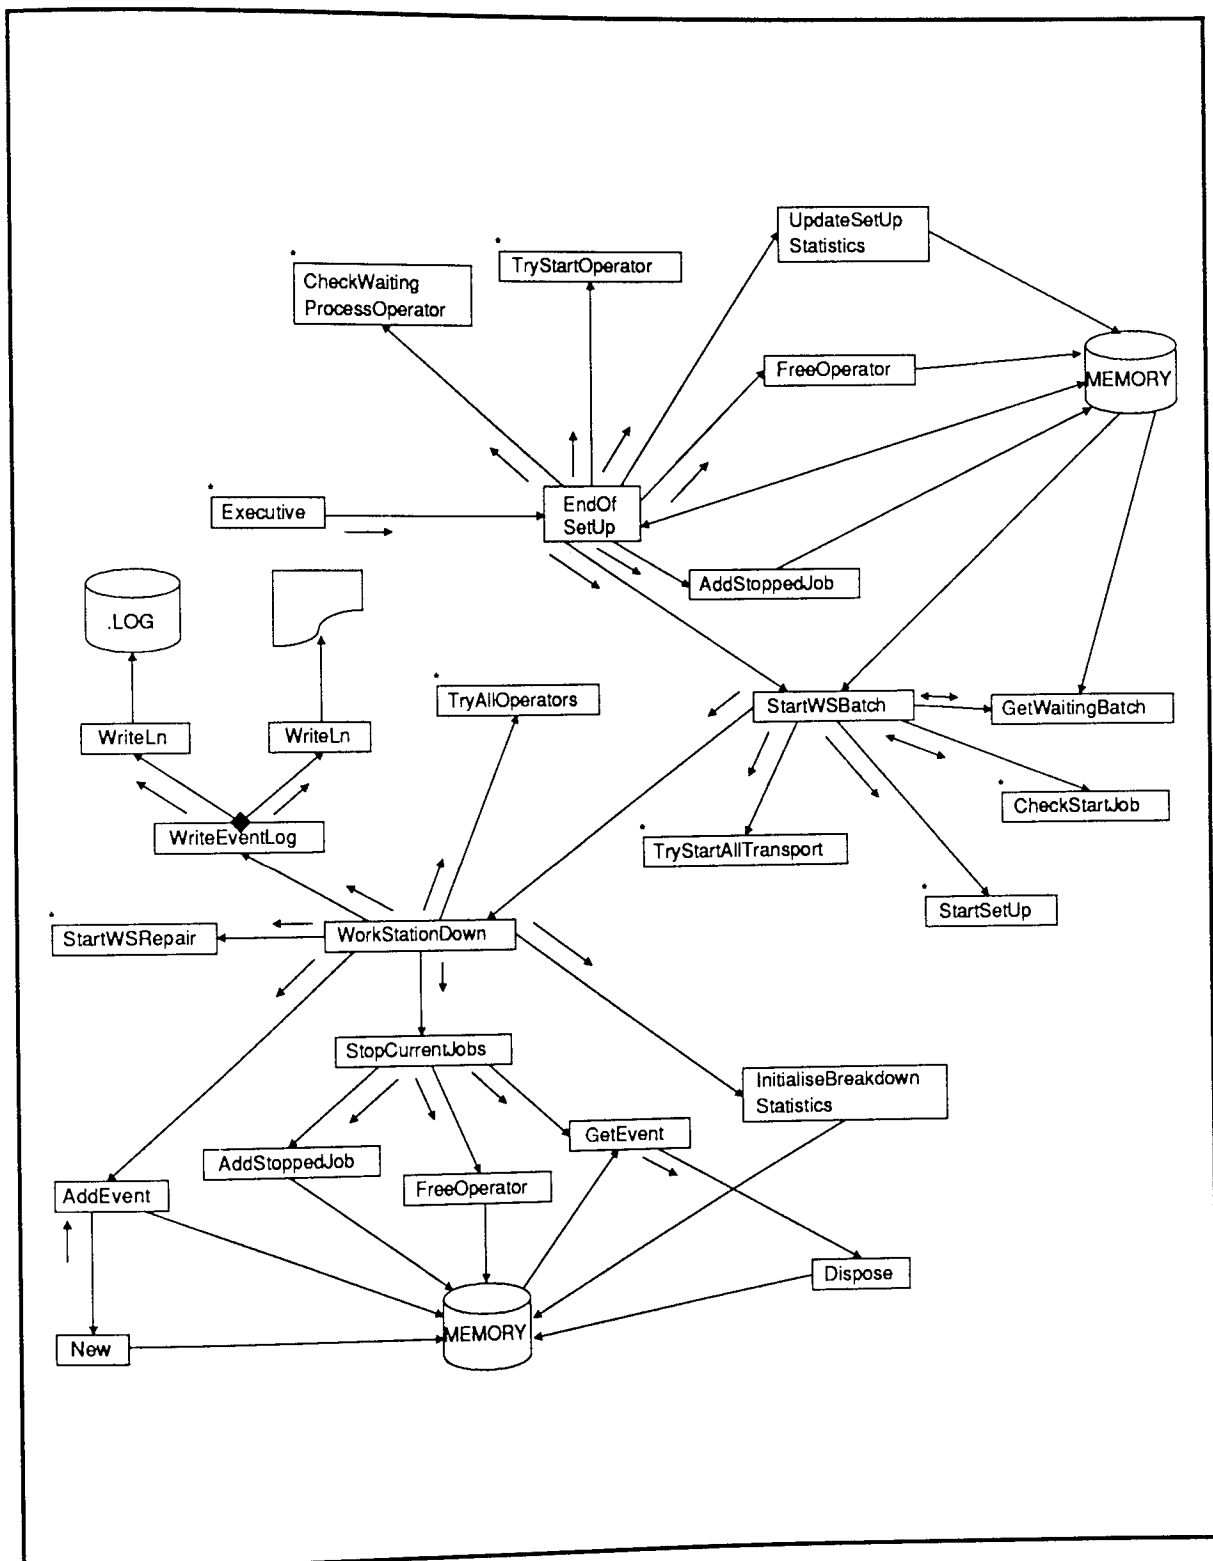 UpdateSetUp
Statistics
*
TryStartOperator
*
CheckWaiting
ProcessOperator
FreeOperator
MEMORY
*
Executive
EndOf
SetUp
AddStoppedJob
.LOG
*
TryAllOperators
StartWSBatch
GetWaitingBatch
WriteLn
WriteLn
*
CheckStartJob
WriteEventLog
*
TryStartAllTransport
*
StartSetUp
*
StartWSRepair
WorkStationDown
StopCurrentJobs
InitialiseBreakdown
Statistics
GetEvent
AddStoppedJob
FreeOperator
AddEvent
Dispose
MEMORY
New